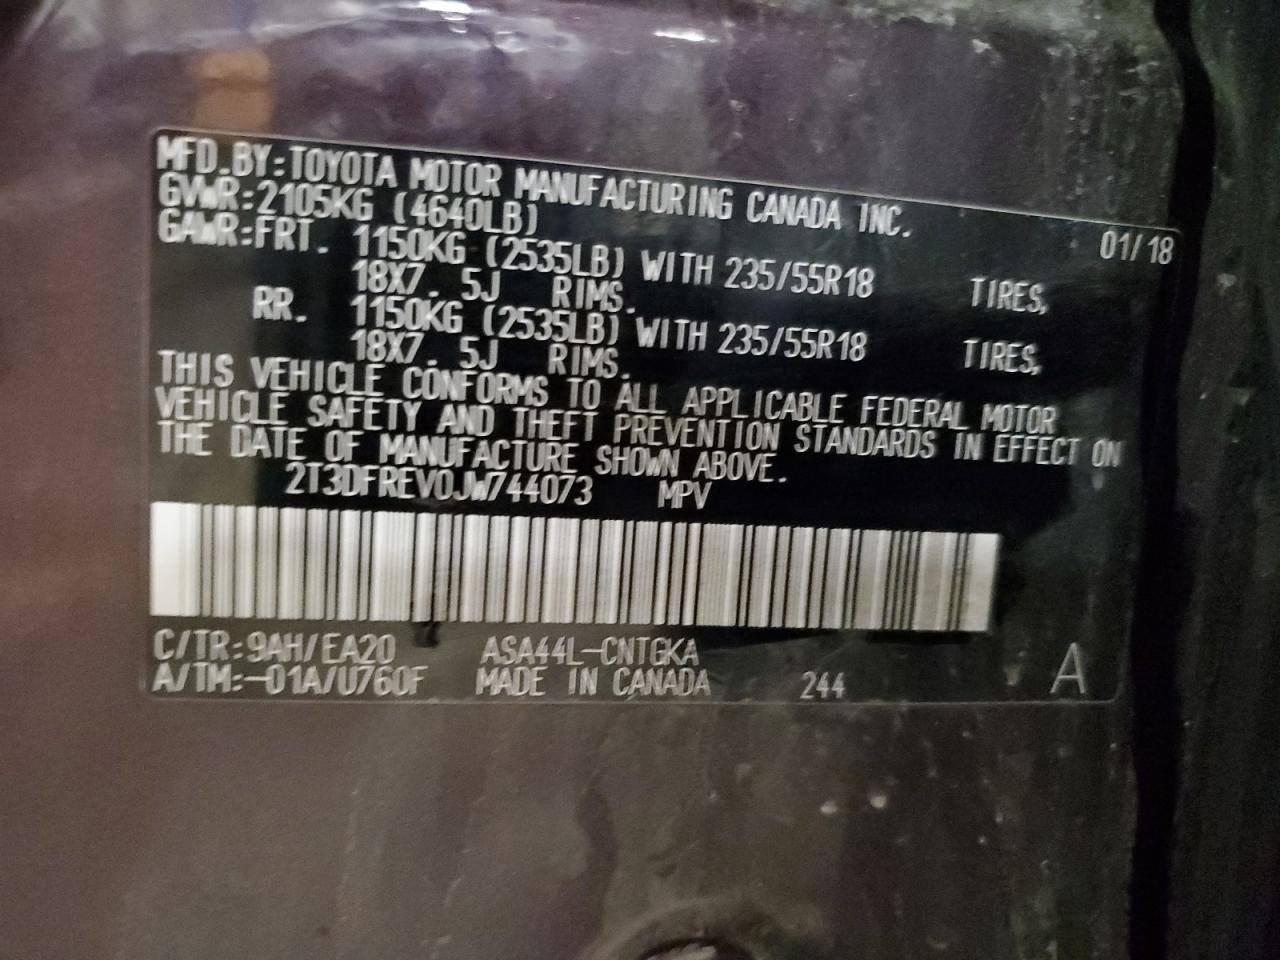 MFD.BY:TOYOTA MOTOR MANUFACTURING CANADA INC.
GVWR:2105KG (4640LB) 01/18
GAWR:FRT. 1150KG (2535LB) WITH 235/55R18 TIRES,
18X7. 5J RIMS.
RR. 1150KG (2535LB) WITH 235/55R18 TIRES,
18X7. 5J RIMS.
THIS VEHICLE CONFORMS TO ALL APPLICABLE FEDERAL MOTOR
VEHICLE SAFETY AND THEFT PREVENTION STANDARDS IN EFFECT ON
THE DATE OF MANUFACTURE SHOWN ABOVE.
2T3DFREV0JW744073 MPV
C/TR:9AH/EA20 ASA44L-CNTGKA
A/TM:-01A/U760F MADE IN CANADA 244 A